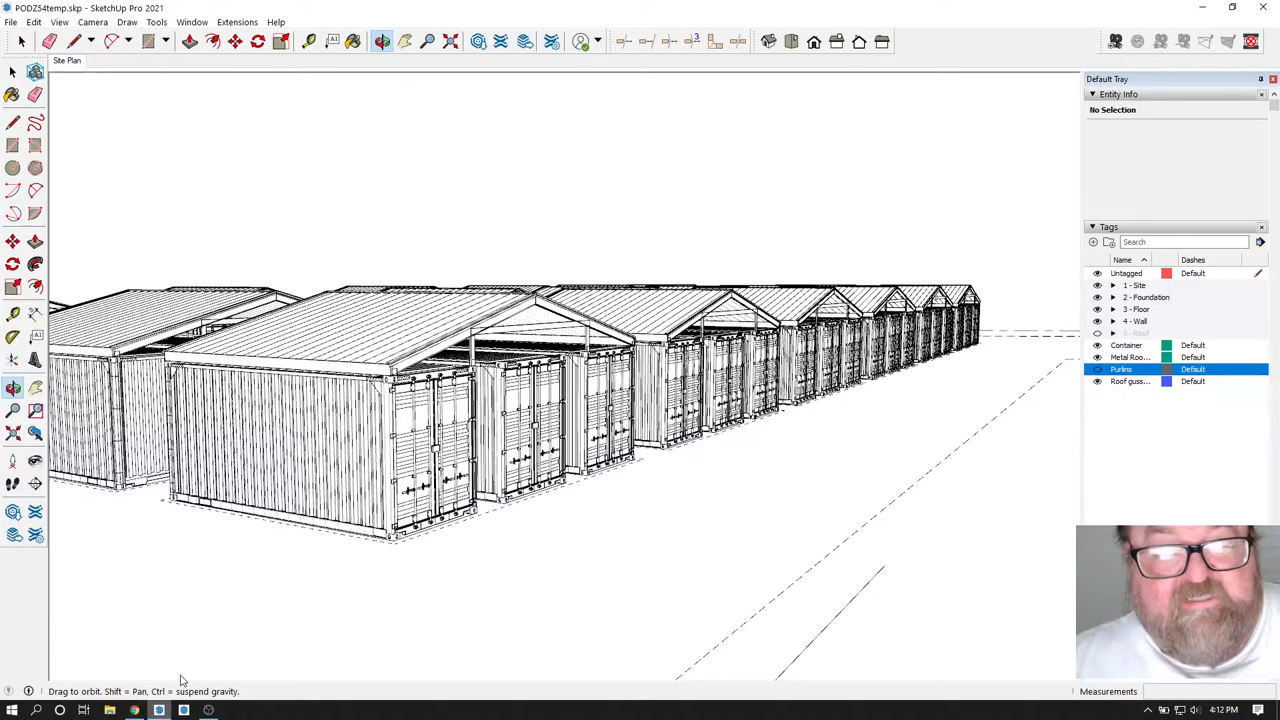 PODZ54temp.skp - SketchUp Pro 2021
File Edit View Camera Draw Tools Window Extensions Help
3
Site Plan
Default Tray
Entity Info
No Selection
Tags
Search
Name Dashes
Untagged Default
1 - Site
2 - Foundation
3 - Floor
4 - Wall
5 - Roof
Container Default
Metal Roo... Default
Purlins Default
Roof guss... Default
Drag to orbit. Shift = Pan, Ctrl = suspend gravity.
Measurements
4:12 PM